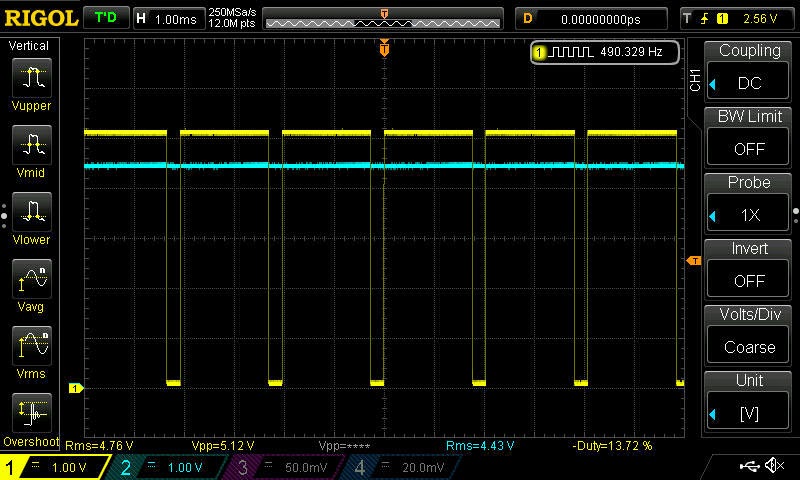 RIGOL T'D H 1.00ms 250MSa/s 12.0M pts T D 0.00000000ps T 1 2.56 V
Vertical
T
1 490.329 Hz
Vupper
Vmid
Vlower
Vavg
n
Vrms
n
Overshoot
CH1
Coupling
DC
BW Limit
OFF
Probe
1X
Invert
OFF
T
Volts/Div
Coarse
Unit
[V]
1
Rms=4.76 V Vpp=5.12 V Vpp=**** Rms=4.43 V -Duty=13.72 %
1 1.00 V 2 1.00 V 3 50.0mV 4 20.0mV